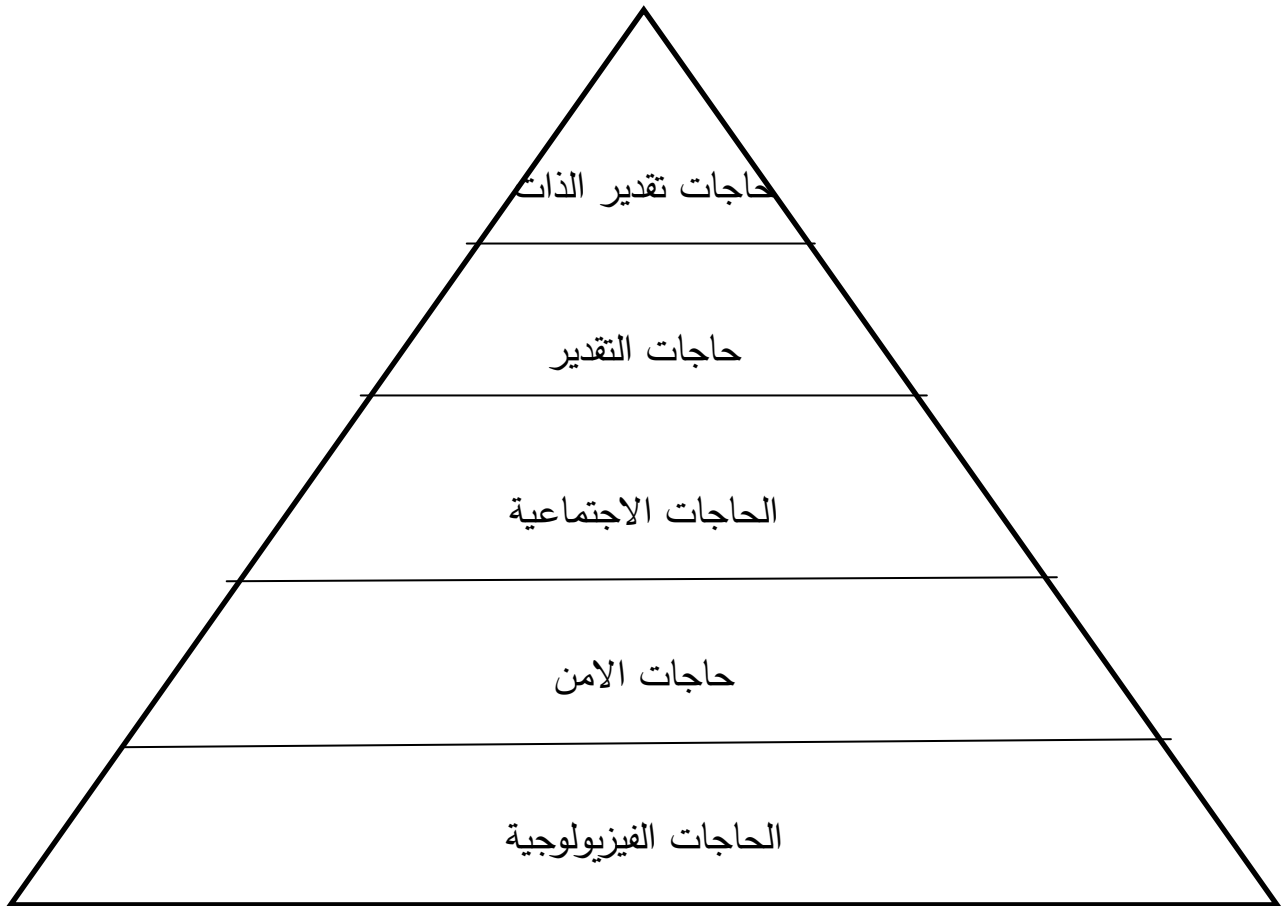 حاجات تقدير الذات
حاجات التقدير
الحاجات الاجتماعية
حاجات الامن
الحاجات الفيزيولوجية